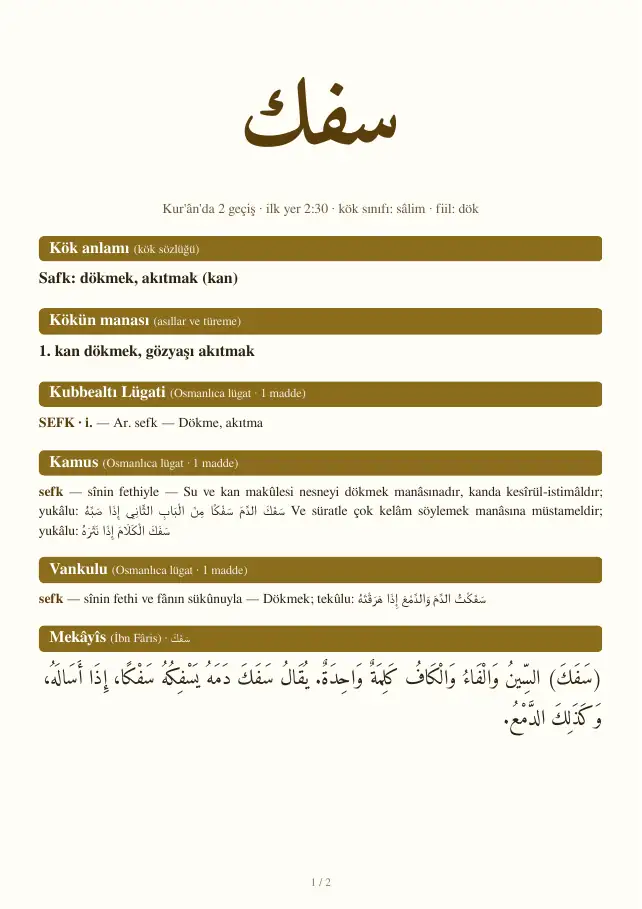 سفك
Kur'ân'da 2 geçiş · ilk yer 2:30 · kök sınıfı: sâlim · fiil: dök
Kök anlamı (kök sözlüğü)
Safk: dökmek, akıtmak (kan)
Kökün manası (asıllar ve türeme)
1. kan dökmek, gözyaşı akıtmak
Kubbealtı Lügati (Osmanlıca lügat · 1 madde)
SEFK · i. — Ar. sefk — Dökme, akıtma
Kamus (Osmanlıca lügat · 1 madde)
sefk — sînin fethiyle — Su ve kan makûlesi nesneyi dökmek manâsınadır, kanda kesîrül-istimâldır;
yukâlu: سَفَكَ الدَّمَ سَفْكًا مِنَ الْبَابِ الثَّانِي إِذَا صَبَّهُ Ve süratle çok kelâm söylemek manâsına müstameldir;
yukâlu: سَفَكَ الْكَلَامَ إِذَا نَثَرَهُ
Vankulu (Osmanlıca lügat · 1 madde)
sefk — sînin fethi ve fânın sükûnuyla — Dökmek; tekûlu: سَفَكْتُ الدَّمَ وَالدَّمْعَ إِذَا هَرَقْتَهُ
Mekâyîs (İbn Fâris) · سفك
(سَفَكَ) السِّينُ وَالْفَاءُ وَالْكَافُ كَلِمَةٌ وَاحِدَةٌ. يُقَالُ سَفَكَ دَمَهُ يَسْفِكُهُ سَفْكًا، إِذَا أَسَالَهُ،
وَكَذَلِكَ الدَّمْعُ.
1 / 2